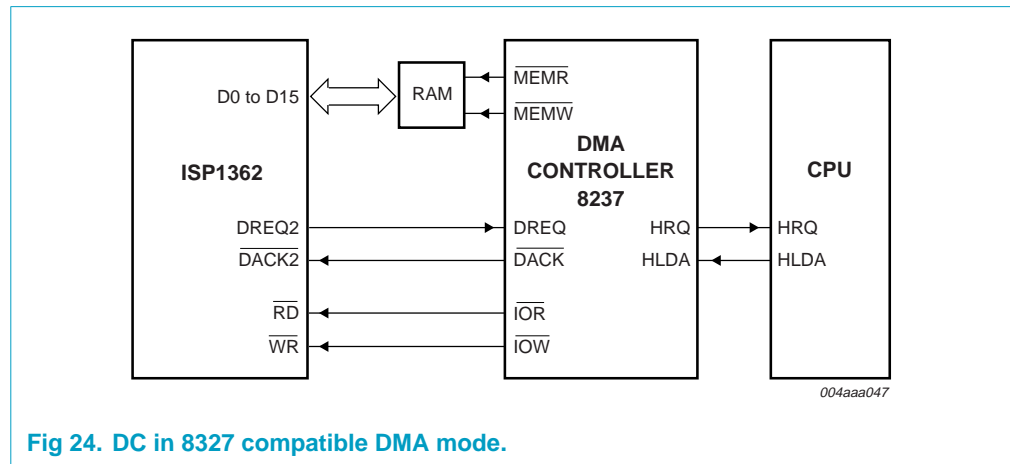 MEMR
D0 to D15
RAM
MEMW
DMA
CONTROLLER
8237
ISP1362
CPU
DREQ2
DREQ
HRQ
HRQ
DACK2
DACK
HLDA
HLDA
RD
IOR
WR
IOW
004aaa047
Fig 24. DC in 8327 compatible DMA mode.